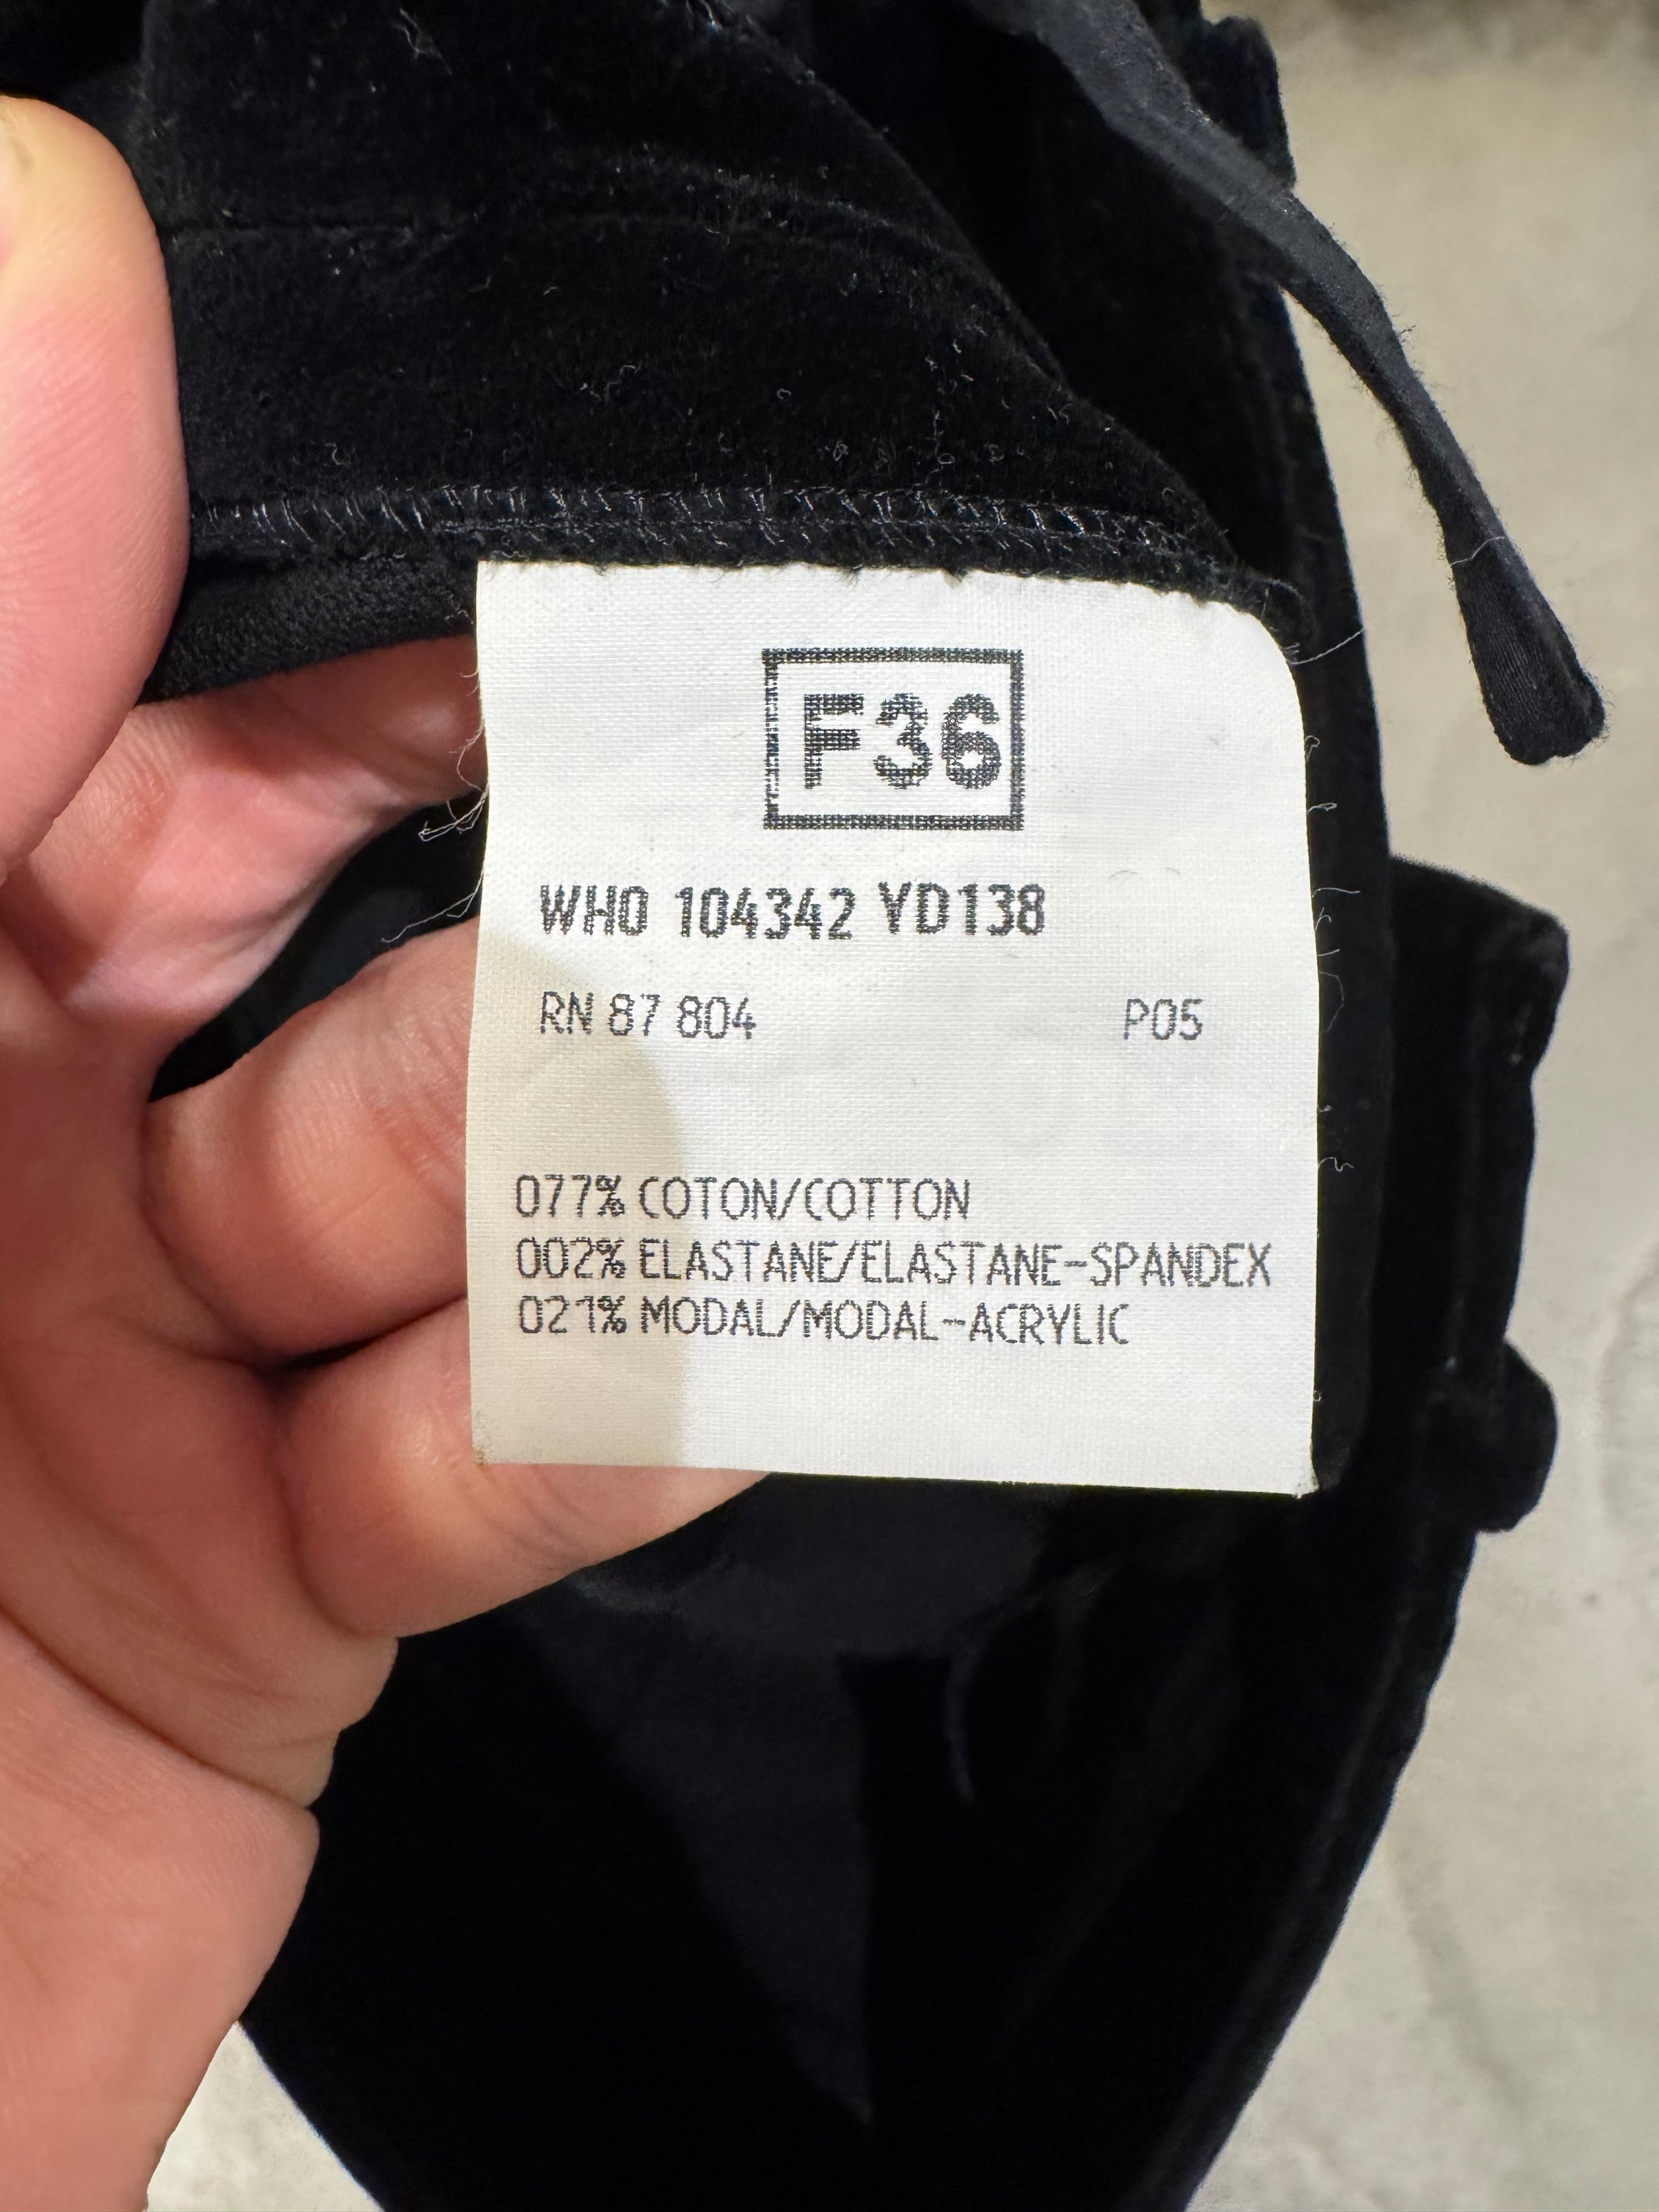 F36
WHO 104342 YD138
RN 87 804 P05
077% COTON/COTTON
002% ELASTANE/ELASTANE-SPANDEX
021% MODAL/MODAL-ACRYLIC